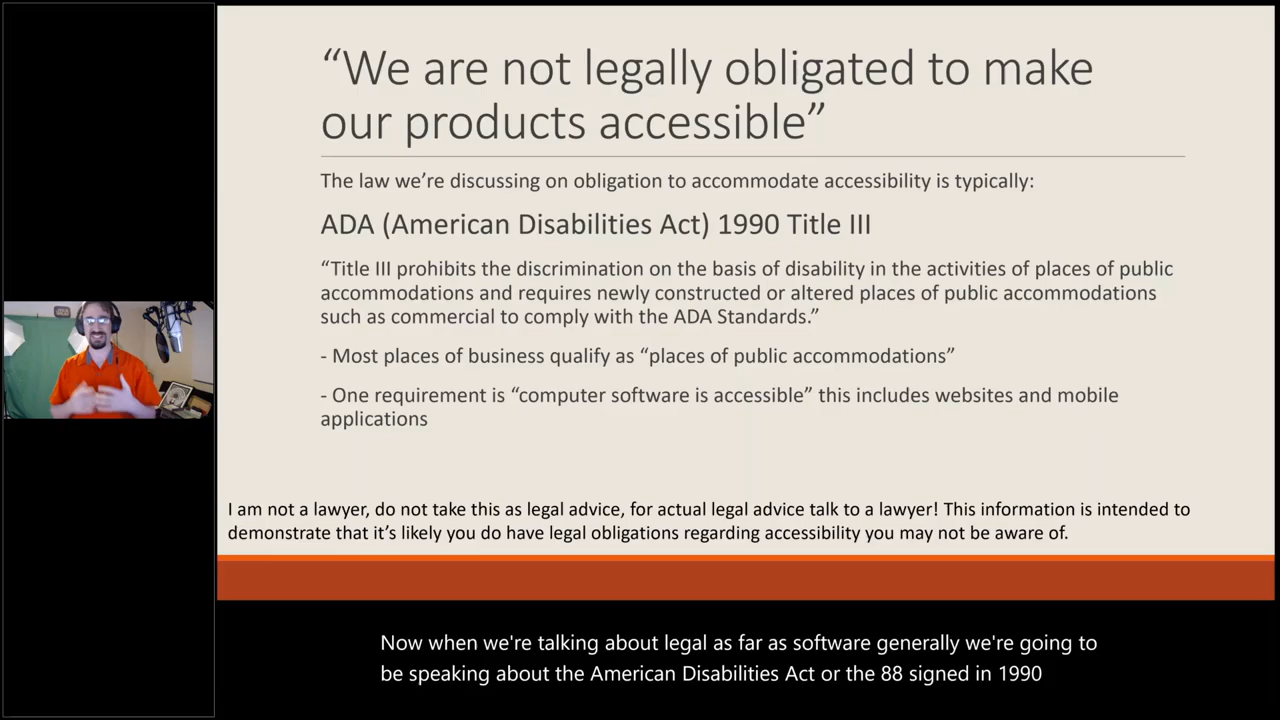 “We are not legally obligated to make
our products accessible”
The law we’re discussing on obligation to accommodate accessibility is typically:
ADA (American Disabilities Act) 1990 Title III
“Title III prohibits the discrimination on the basis of disability in the activities of places of public
accommodations and requires newly constructed or altered places of public accommodations
such as commercial to comply with the ADA Standards.”
- Most places of business qualify as “places of public accommodations”
- One requirement is “computer software is accessible” this includes websites and mobile
applications
I am not a lawyer, do not take this as legal advice, for actual legal advice talk to a lawyer! This information is intended to
demonstrate that it’s likely you do have legal obligations regarding accessibility you may not be aware of.
Now when we're talking about legal as far as software generally we're going to
be speaking about the American Disabilities Act or the 88 signed in 1990